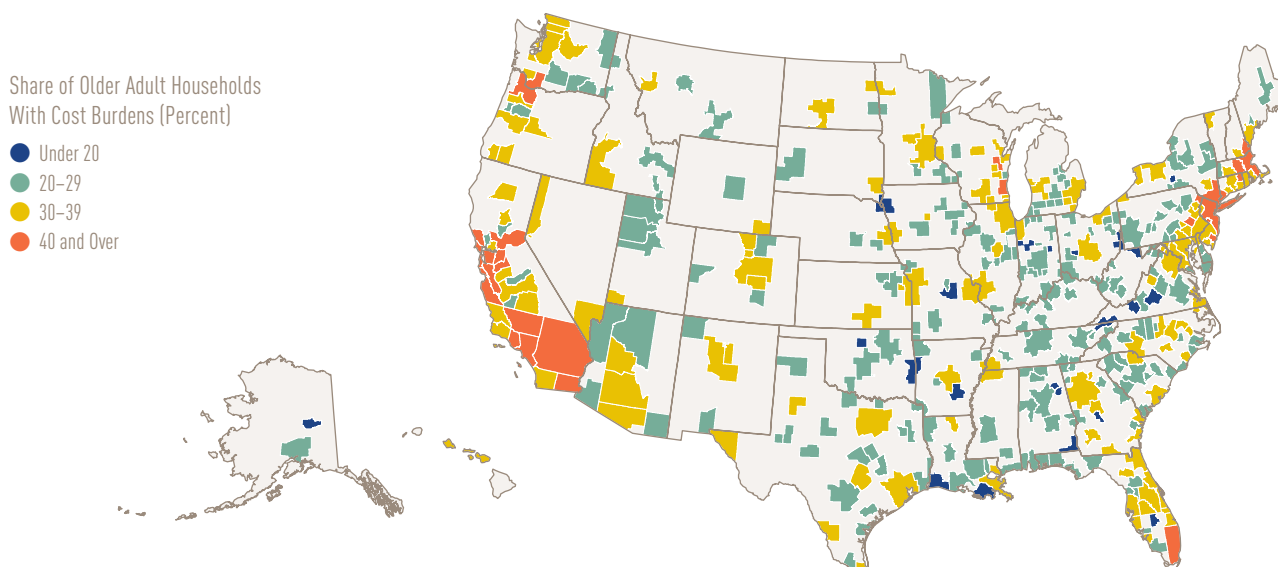 Share of Older Adult Households
With Cost Burdens (Percent)
Under 20
20–29
30–39
40 and Over